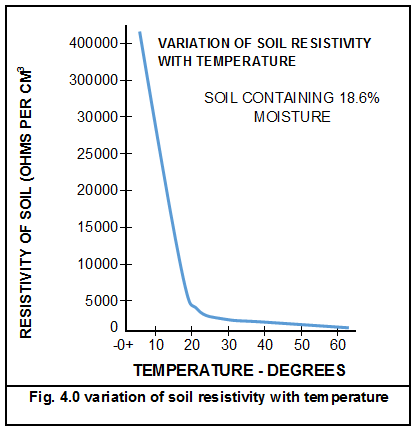 400000
300000
30000
25000
20000
15000
10000
5000
0
RESISTIVITY OF SOIL (OHMS PER CM³
VARIATION OF SOIL RESISTIVITY
WITH TEMPERATURE
SOIL CONTAINING 18.6%
MOISTURE
-0+ 10 20 30 40 50 60
TEMPERATURE - DEGREES
Fig. 4.0 variation of soil resistivity with temperature